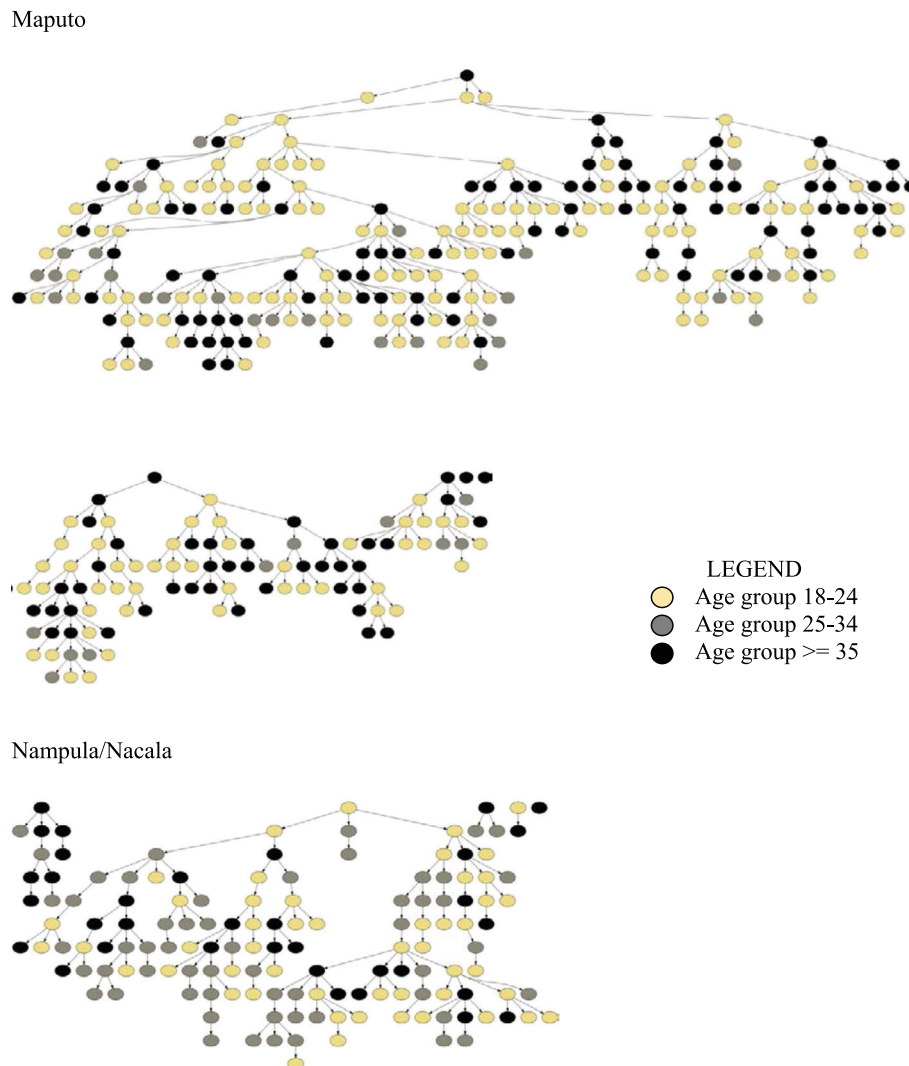 Maputo
LEGEND
Age group 18-24
Age group 25-34
Age group >= 35
Nampula/Nacala